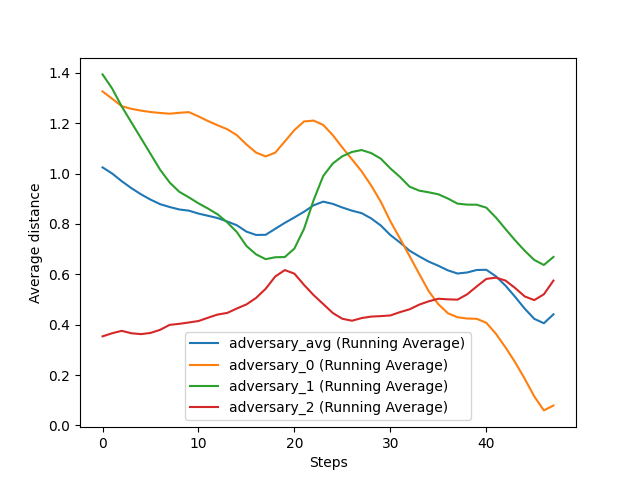 1.4
1.2
1.0
0.8
0.6
0.4
0.2
0.0
Average distance
adversary_avg (Running Average)
adversary_0 (Running Average)
adversary_1 (Running Average)
adversary_2 (Running Average)
0 10 20 30 40
Steps